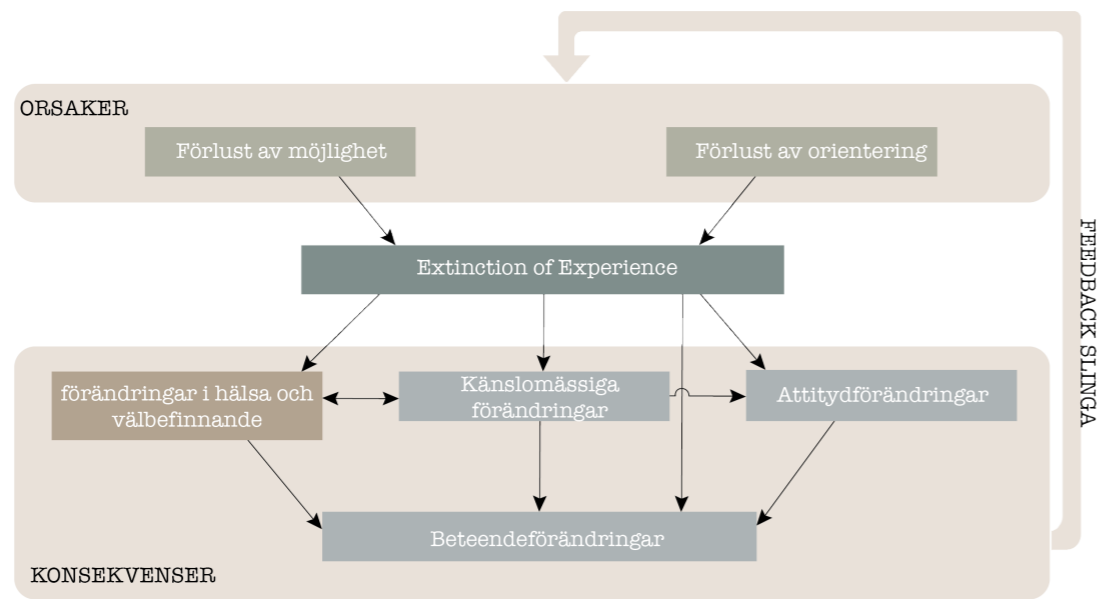 ORSAKER
Förlust av möjlighet
Förlust av orientering
Extinction of Experience
förändringar i hälsa och
välbefinnande
Känslomässiga
förändringar
Attitydförändringar
Beteendeförändringar
KONSEKVENSER
FEEDBACK SLINGA